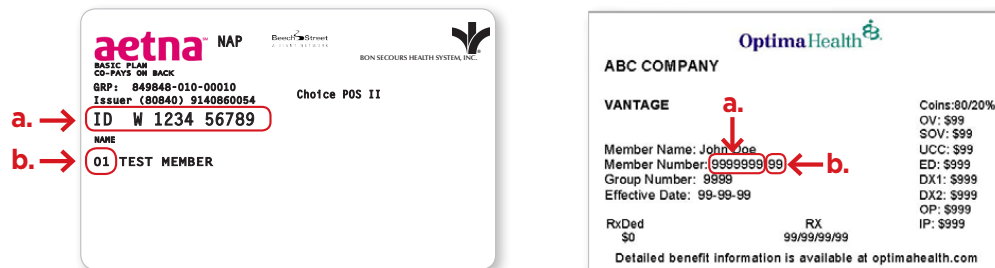 aetna NAP
Beech Street
BON SECOURS HEALTH SYSTEM, INC.
BASIC PLAN
CO-PAYS ON BACK
GRP: 849848-010-00010
Issuer (80840) 9140860054
Choice POS II
a.
ID W 1234 56789
NAME
b.
01 TEST MEMBER
OptimaHealth
ABC COMPANY
VANTAGE
a.
Coins:80/20%
OV: $99
SOV: $99
Member Name: John Doe
UCC: $99
Member Number: 9999999 99
b.
ED: $999
Group Number: 9999
DX1: $999
Effective Date: 99-99-99
DX2: $999
OP: $999
RxDed
RX
IP: $999
$0
99/99/99/99
Detailed benefit information is available at optimahealth.com